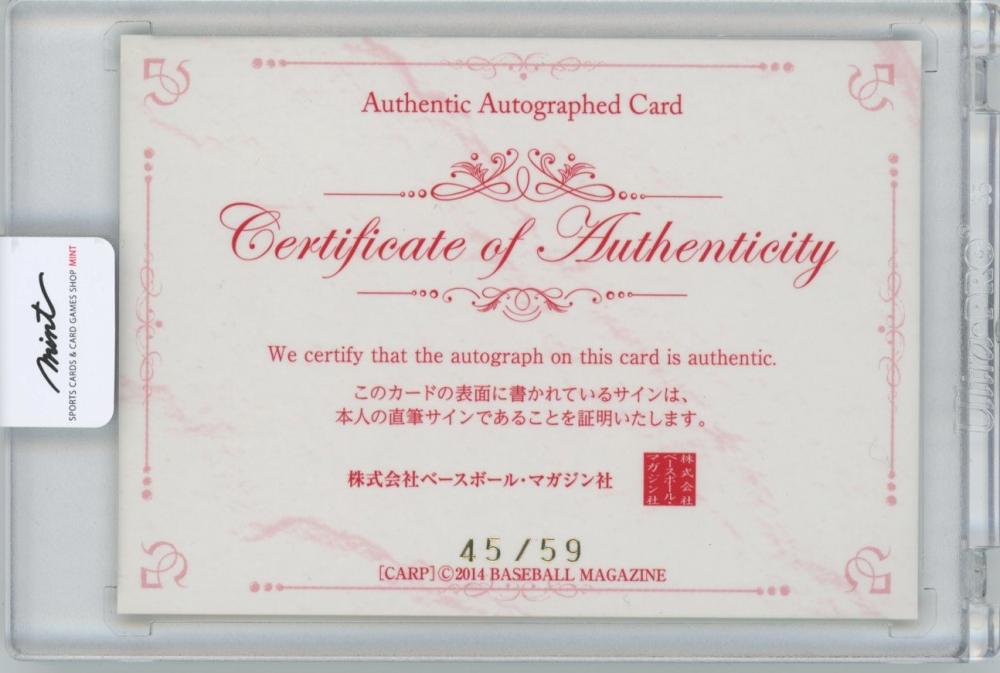 Authentic Autographed Card
Certificate of Authenticity
We certify that the autograph on this card is authentic.
このカードの表面に書かれているサインは、
本人の直筆サインであることを証明いたします。
株式会社ベースボール・マガジン社
株式会社
ベースボール・
マガジン社
45/59
[CARP]©2014 BASEBALL MAGAZINE
mint
SPORTS CARDS & CARD GAMES SHOP MINT
UltraPRO